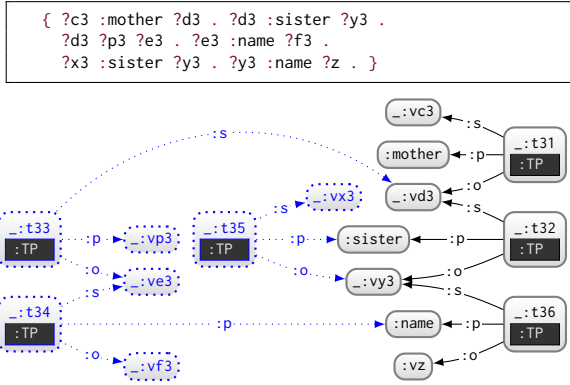 { ?c3 :mother ?d3 . ?d3 :sister ?y3 .
?d3 ?p3 ?e3 . ?e3 :name ?f3 .
?x3 :sister ?y3 . ?y3 :name ?z . }
_:vc3
:s
:s
_:t31
:TP
:mother
:p
:o
_:vd3
_:vx3
:s
:s
_:t33
:TP
:p
_:vp3
_:t35
:TP
:p
:sister
:p
_:t32
:TP
:o
:o
:o
:s
_:ve3
_:vy3
:s
_:t34
:TP
:p
:name
:p
_:t36
:TP
:o
_:vf3
:vz
:o